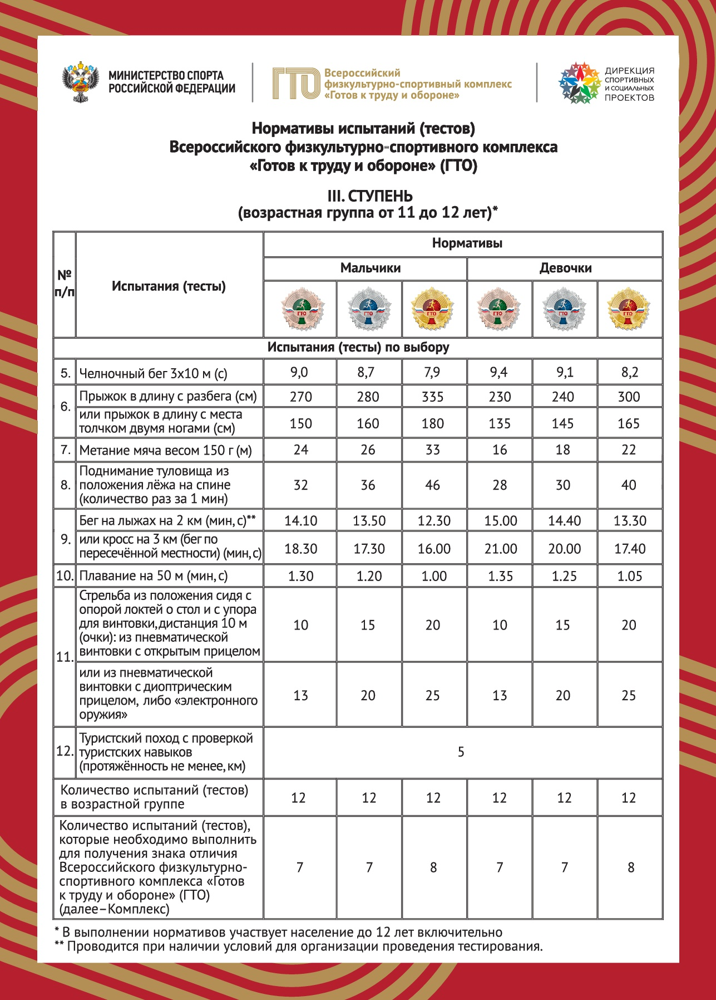 МИНИСТЕРСТВО СПОРТА
РОССИЙСКОЙ ФЕДЕРАЦИИ
ГТО
Всероссийский
физкультурно-спортивный комплекс
«Готов к труду и обороне»
ДИРЕКЦИЯ
СПОРТИВНЫХ
И СОЦИАЛЬНЫХ
ПРОЕКТОВ
Нормативы испытаний (тестов)
Всероссийского физкультурно-спортивного комплекса
«Готов к труду и обороне» (ГТО)
III. СТУПЕНЬ
(возрастная группа от 11 до 12 лет)*
№ п/п
Испытания (тесты)
Нормативы
Мальчики Девочки
ГТО ГТО ГТО ГТО ГТО ГТО
Испытания (тесты) по выбору
5. Челночный бег 3х10 м (с) 9,0 8,7 7,9 9,4 9,1 8,2
6. Прыжок в длину с разбега (см) 270 280 335 230 240 300
или прыжок в длину с места
толчком двумя ногами (см) 150 160 180 135 145 165
7. Метание мяча весом 150 г (м) 24 26 33 16 18 22
8. Поднимание туловища из
положения лёжа на спине
(количество раз за 1 мин) 32 36 46 28 30 40
9. Бег на лыжах на 2 км (мин, с)** 14.10 13.50 12.30 15.00 14.40 13.30
или кросс на 3 км (бег по
пересечённой местности) (мин, с) 18.30 17.30 16.00 21.00 20.00 17.40
10. Плавание на 50 м (мин, с) 1.30 1.20 1.00 1.35 1.25 1.05
11. Стрельба из положения сидя с
опорой локтей о стол и с упора
для винтовки, дистанция 10 м
(очки): из пневматической
винтовки с открытым прицелом 10 15 20 10 15 20
или из пневматической
винтовки с диоптрическим
прицелом, либо «электронного
оружия» 13 20 25 13 20 25
12. Туристский поход с проверкой
туристских навыков
(протяжённость не менее, км) 5
Количество испытаний (тестов)
в возрастной группе 12 12 12 12 12 12
Количество испытаний (тестов),
которые необходимо выполнить
для получения знака отличия
Всероссийского физкультурно-
спортивного комплекса «Готов
к труду и обороне» (ГТО)
(далее–Комплекс) 7 7 8 7 7 8
* В выполнении нормативов участвует население до 12 лет включительно
** Проводится при наличии условий для организации проведения тестирования.